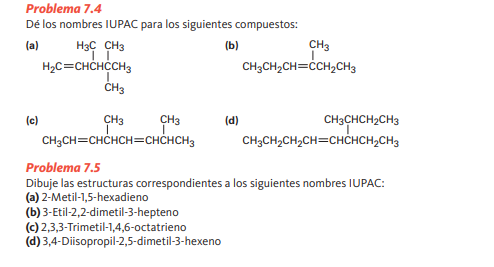 Problema 7.4
Dé los nombres IUPAC para los siguientes compuestos:
(a) H₃C CH₃ (b) CH₃
H₂C=CHCHCCH₃ CH₃CH₂CH=CCH₂CH₃
CH₃
(c) CH₃ CH₃ (d) CH₃CHCH₂CH₃
CH₃CH=CHCHCH=CHCHCH₃ CH₃CH₂CH₂CH=CHCHCH₂CH₃
Problema 7.5
Dibuje las estructuras correspondientes a los siguientes nombres IUPAC:
(a) 2-Metil-1,5-hexadieno
(b) 3-Etil-2,2-dimetil-3-hepteno
(c) 2,3,3-Trimetil-1,4,6-octatrieno
(d) 3,4-Diisopropil-2,5-dimetil-3-hexeno